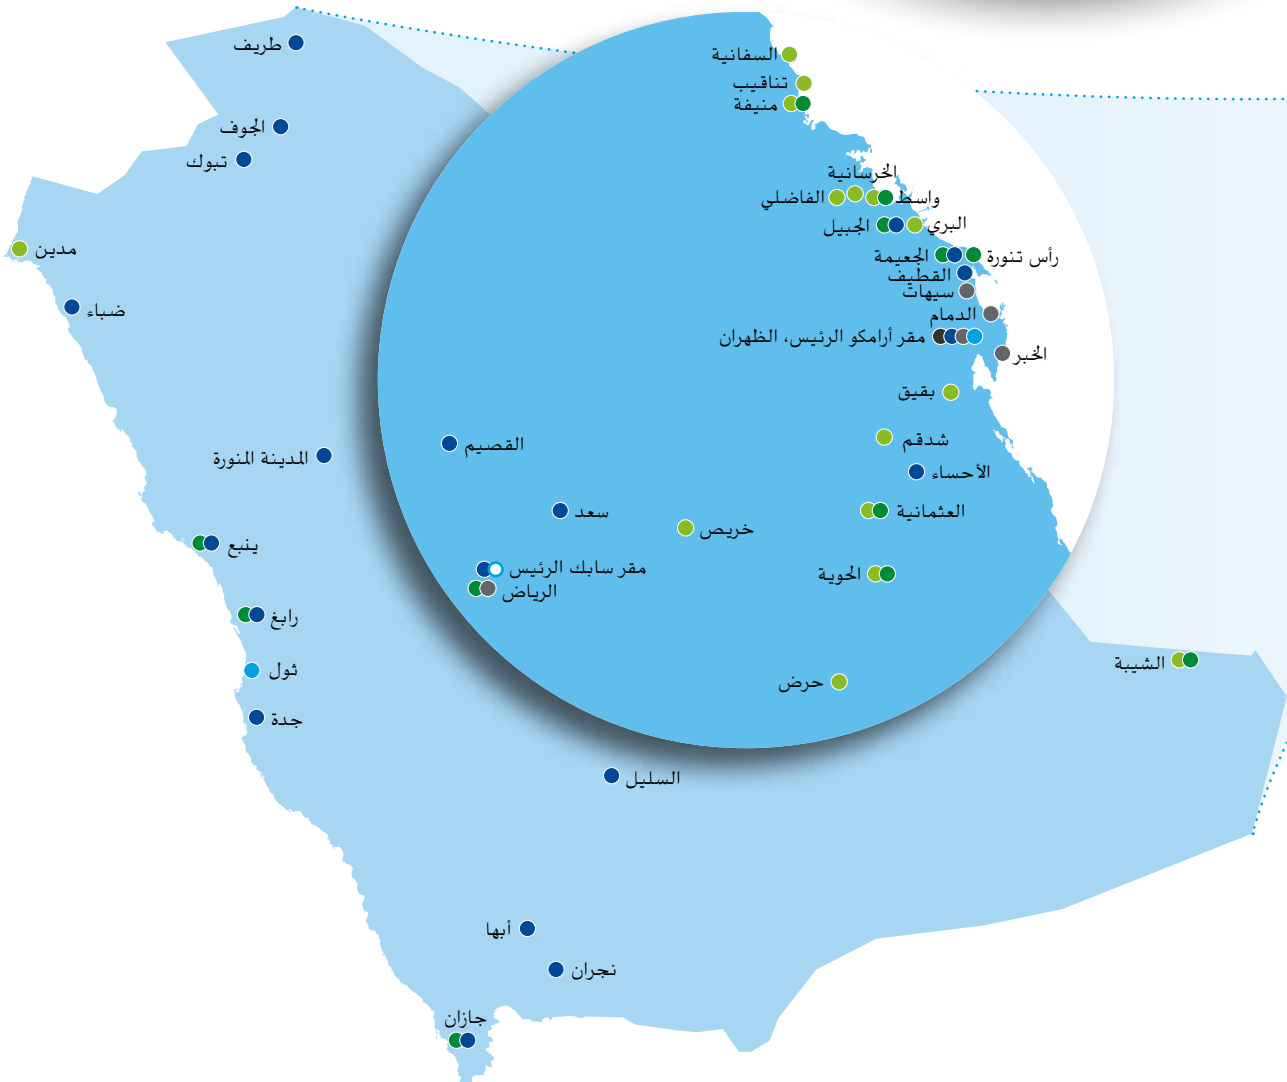 طريف
السفانية
تناقيب
منيفة
الجوف
تبوك
الخرسانية
الفاضلي
واسط
البري
الجبيل
مدين
رأس تنورة
الجعيمة
القطيف
سيهات
ضباء
الدمام
مقر أرامكو الرئيس، الظهران
الخبر
بقيق
شدقم
القصيم
المدينة المنورة
الأحساء
سعد
العثمانية
خريص
ينبع
مقر سابك الرئيس
الحوية
الرياض
رابغ
الشيبة
ثول
حرض
جدة
السليل
أبها
نجران
جازان